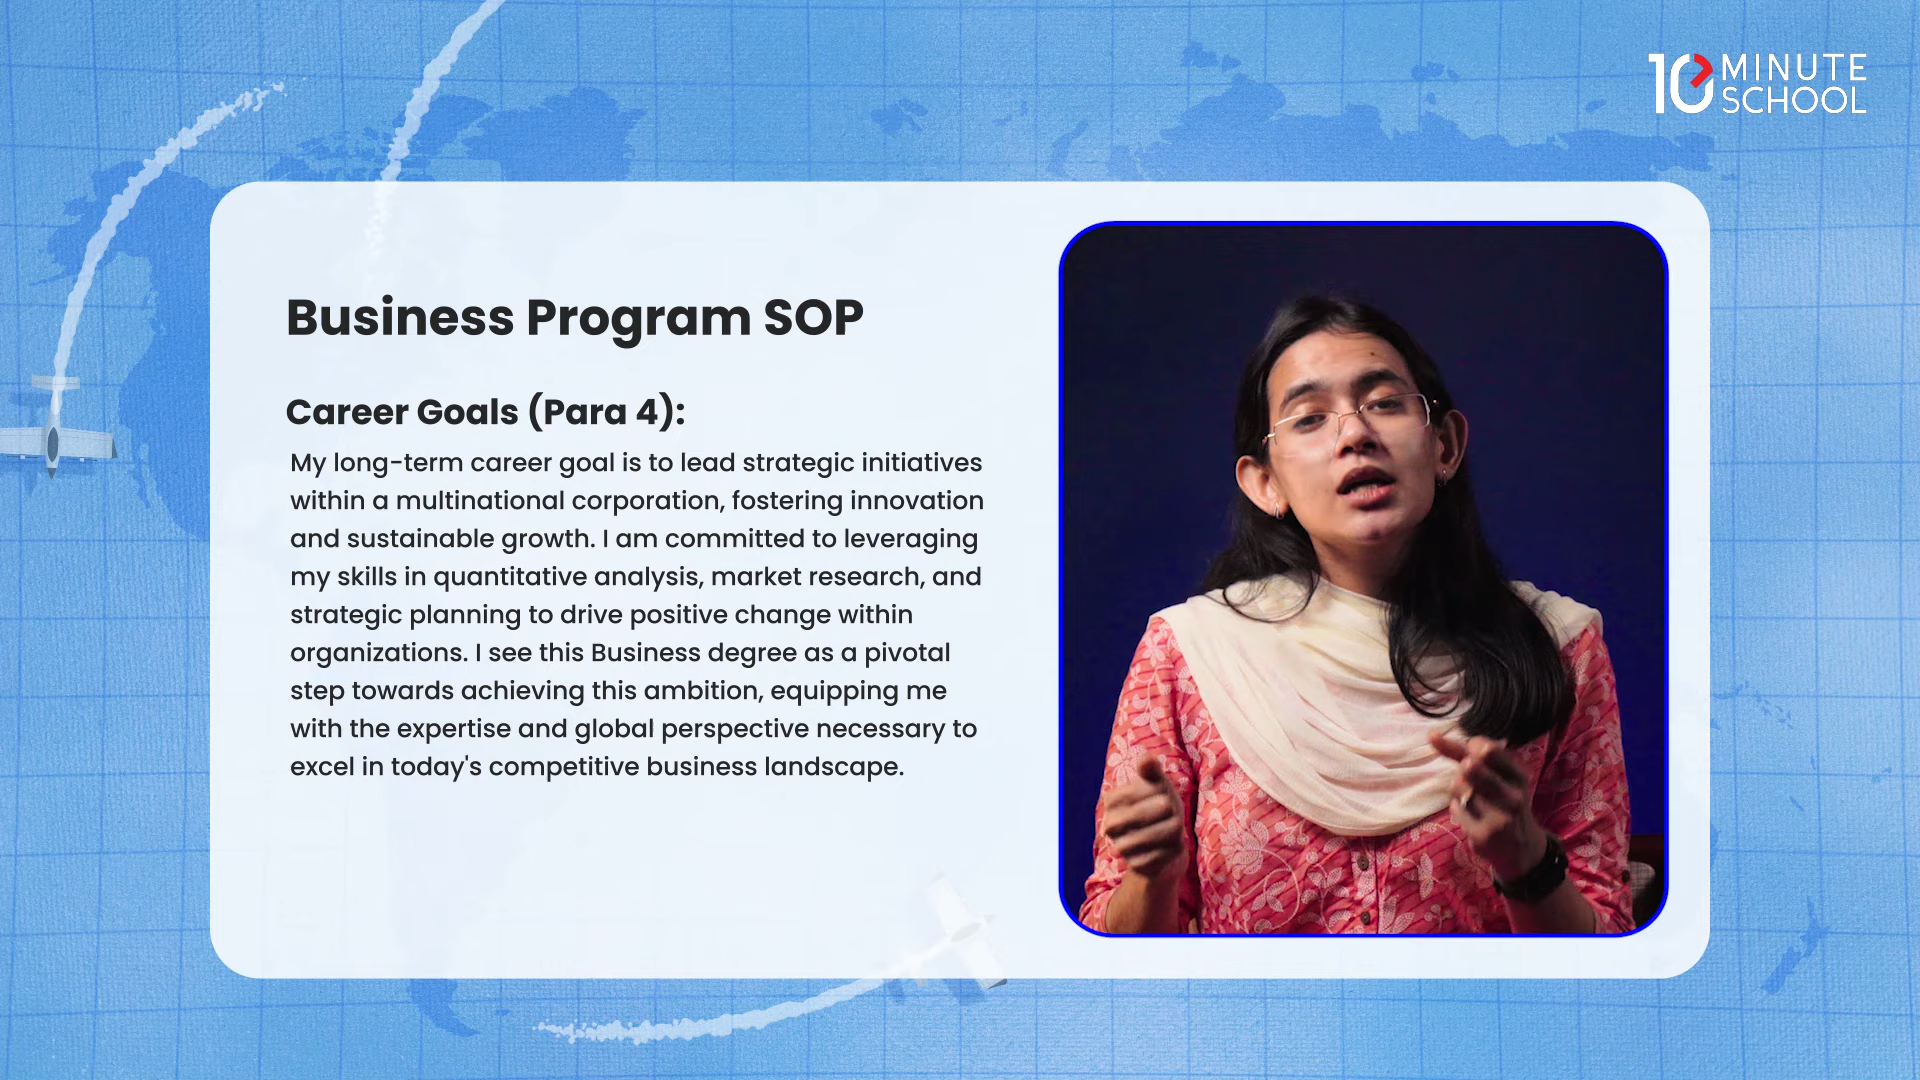 10 MINUTE
SCHOOL
Business Program SOP
Career Goals (Para 4):
My long-term career goal is to lead strategic initiatives
within a multinational corporation, fostering innovation
and sustainable growth. I am committed to leveraging
my skills in quantitative analysis, market research, and
strategic planning to drive positive change within
organizations. I see this Business degree as a pivotal
step towards achieving this ambition, equipping me
with the expertise and global perspective necessary to
excel in today's competitive business landscape.